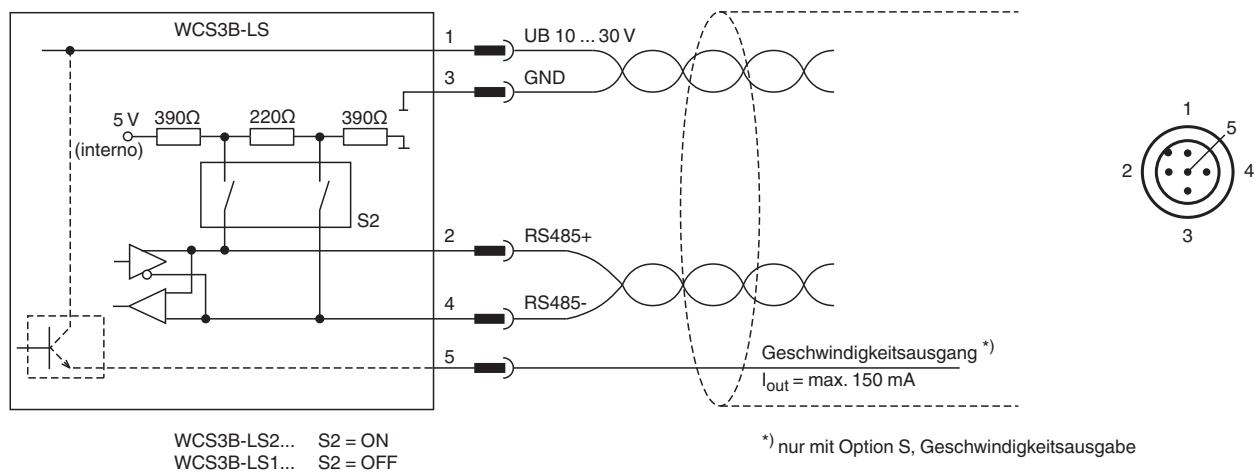 WCS3B-LS
1
UB 10 ... 30 V
3
GND
5 V
(interno)
390Ω
220Ω
390Ω
S2
2
RS485+
4
RS485-
5
Geschwindigkeitsausgang *)
Iout = max. 150 mA
1
5
2
4
3
WCS3B-LS2... S2 = ON
WCS3B-LS1... S2 = OFF
*) nur mit Option S, Geschwindigkeitsausgabe